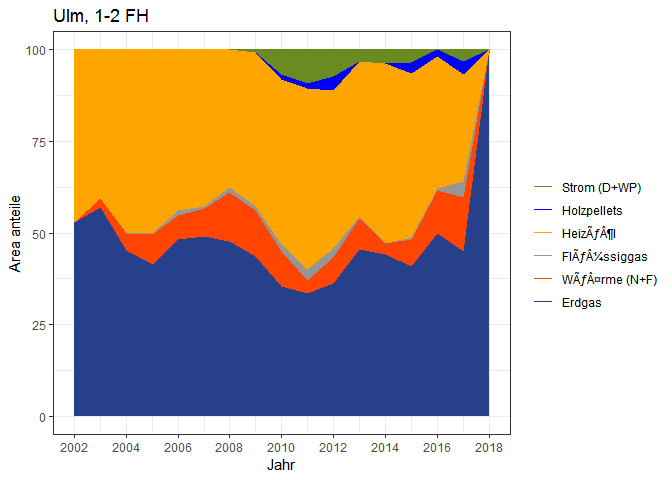 Ulm, 1-2 FH
100
75
50
25
0
Area anteile
2002 2004 2006 2008 2010 2012 2014 2016 2018
Jahr
Strom (D+WP)
Holzpellets
HeizÃƒÂ¶l
FlÃƒÂ¼ssiggas
WÃƒÂ¤rme (N+F)
Erdgas